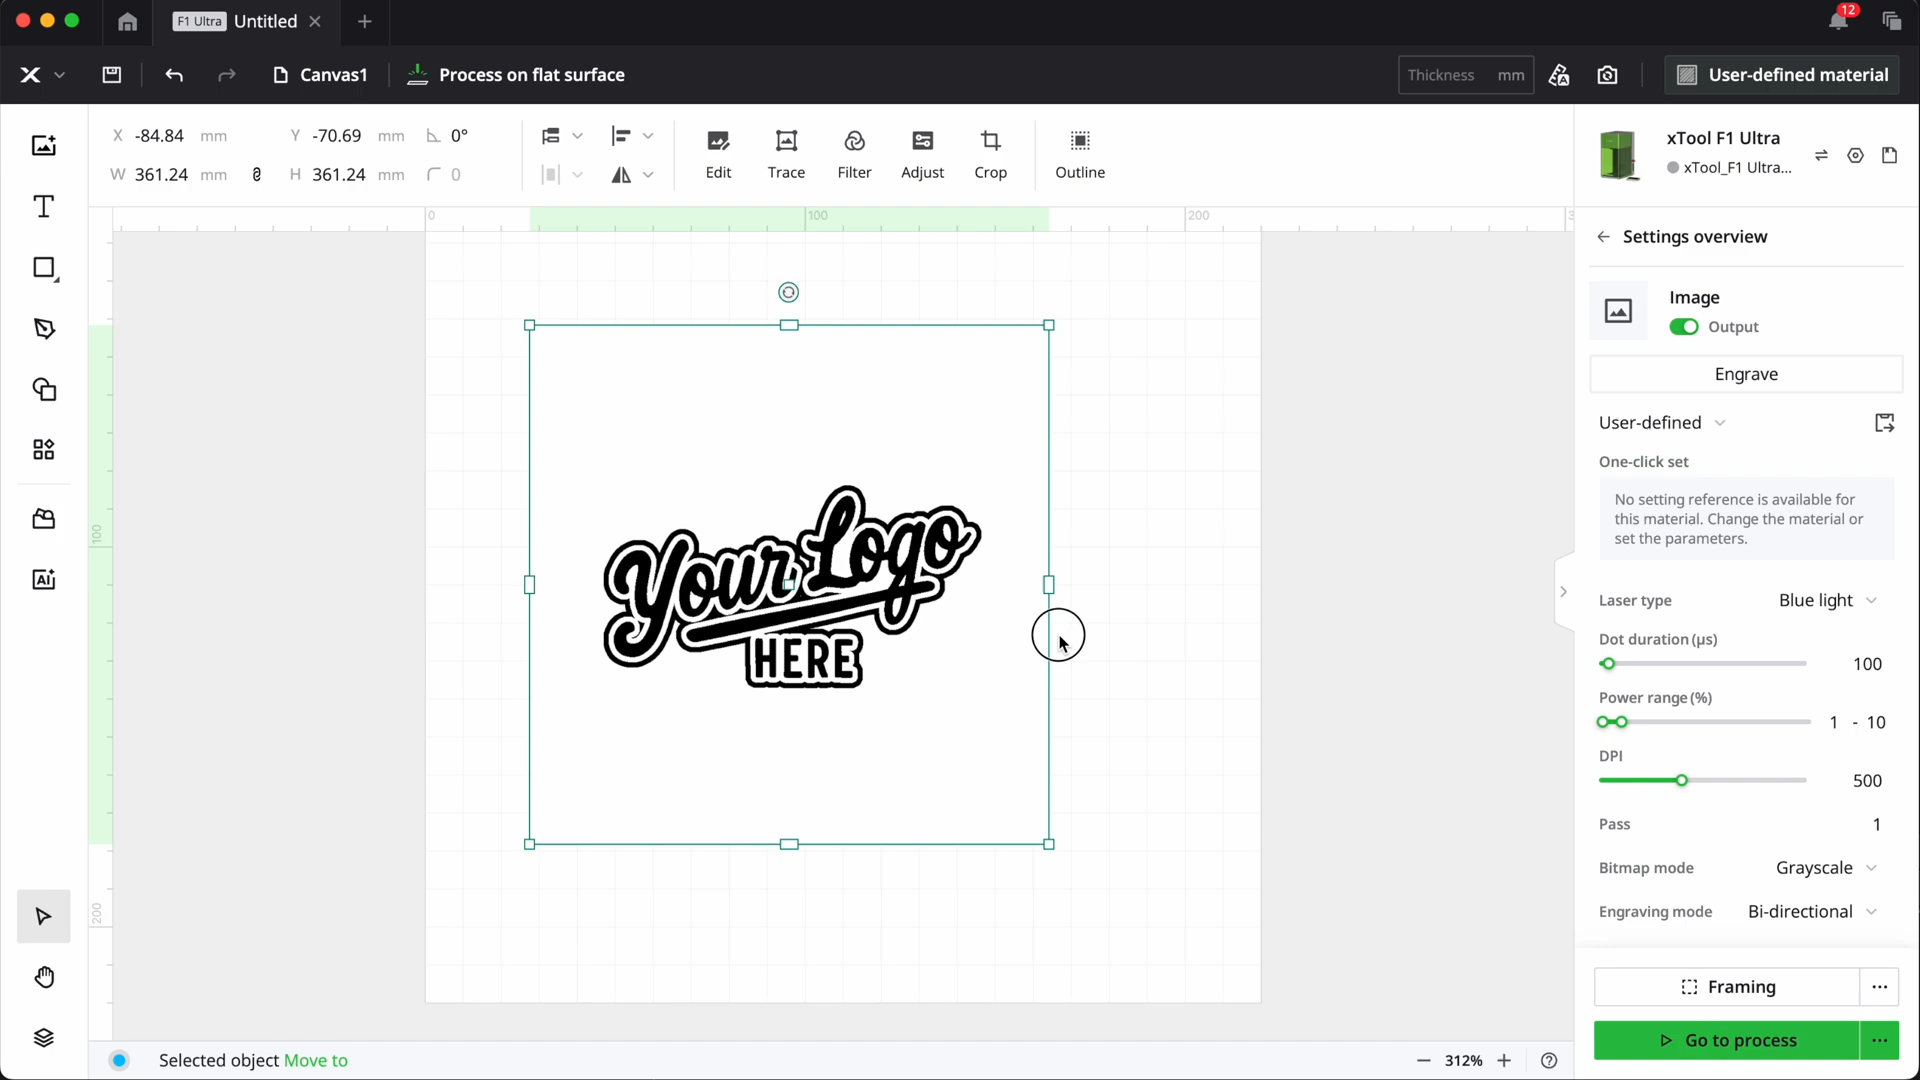 F1 Ultra Untitled
12
Canvas1
Process on flat surface
Thickness mm
User-defined material
X -84.84 mm Y -70.69 mm 0°
W 361.24 mm H 361.24 mm 0
Edit
Trace
Filter
Adjust
Crop
Outline
xTool F1 Ultra
xTool_F1 Ultra...
0 100 200 3
100
200
Your Logo
HERE
Settings overview
Image
Output
Engrave
User-defined
One-click set
No setting reference is available for
this material. Change the material or
set the parameters.
Laser type Blue light
Dot duration (µs)
100
Power range (%)
1 - 10
DPI
500
Pass 1
Bitmap mode Grayscale
Engraving mode Bi-directional
Framing
Go to process
AI
Selected object Move to
312%